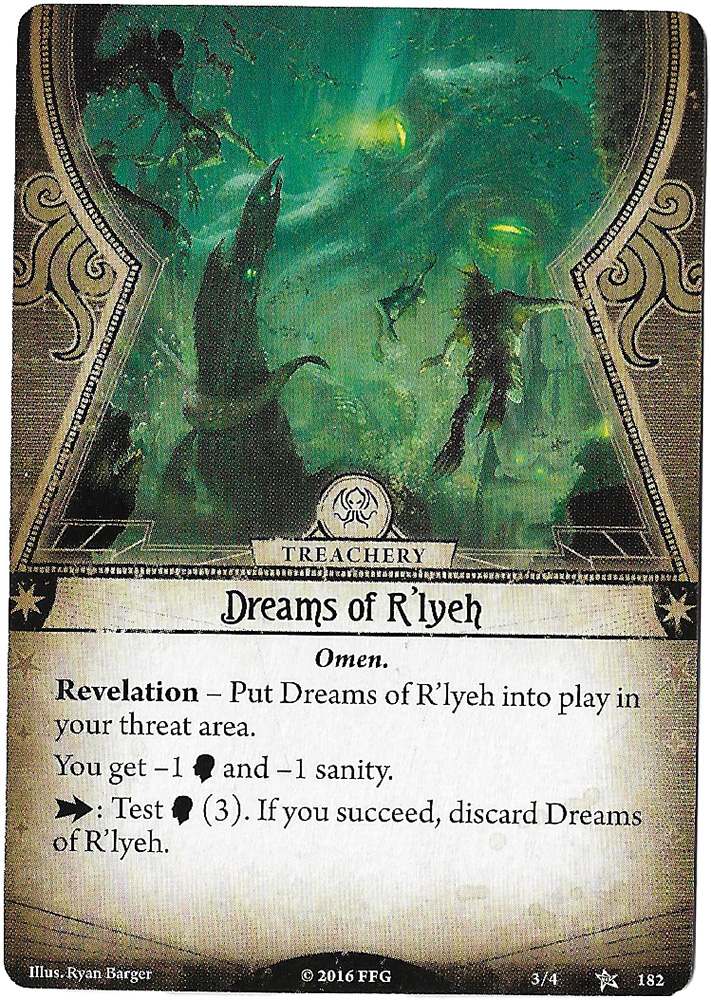 TREACHERY
Dreams of R'lyeh
Omen.
Revelation – Put Dreams of R'lyeh into play in
your threat area.
You get –1 and –1 sanity.
: Test (3). If you succeed, discard Dreams
of R'lyeh.
Illus. Ryan Barger
© 2016 FFG
3/4
182